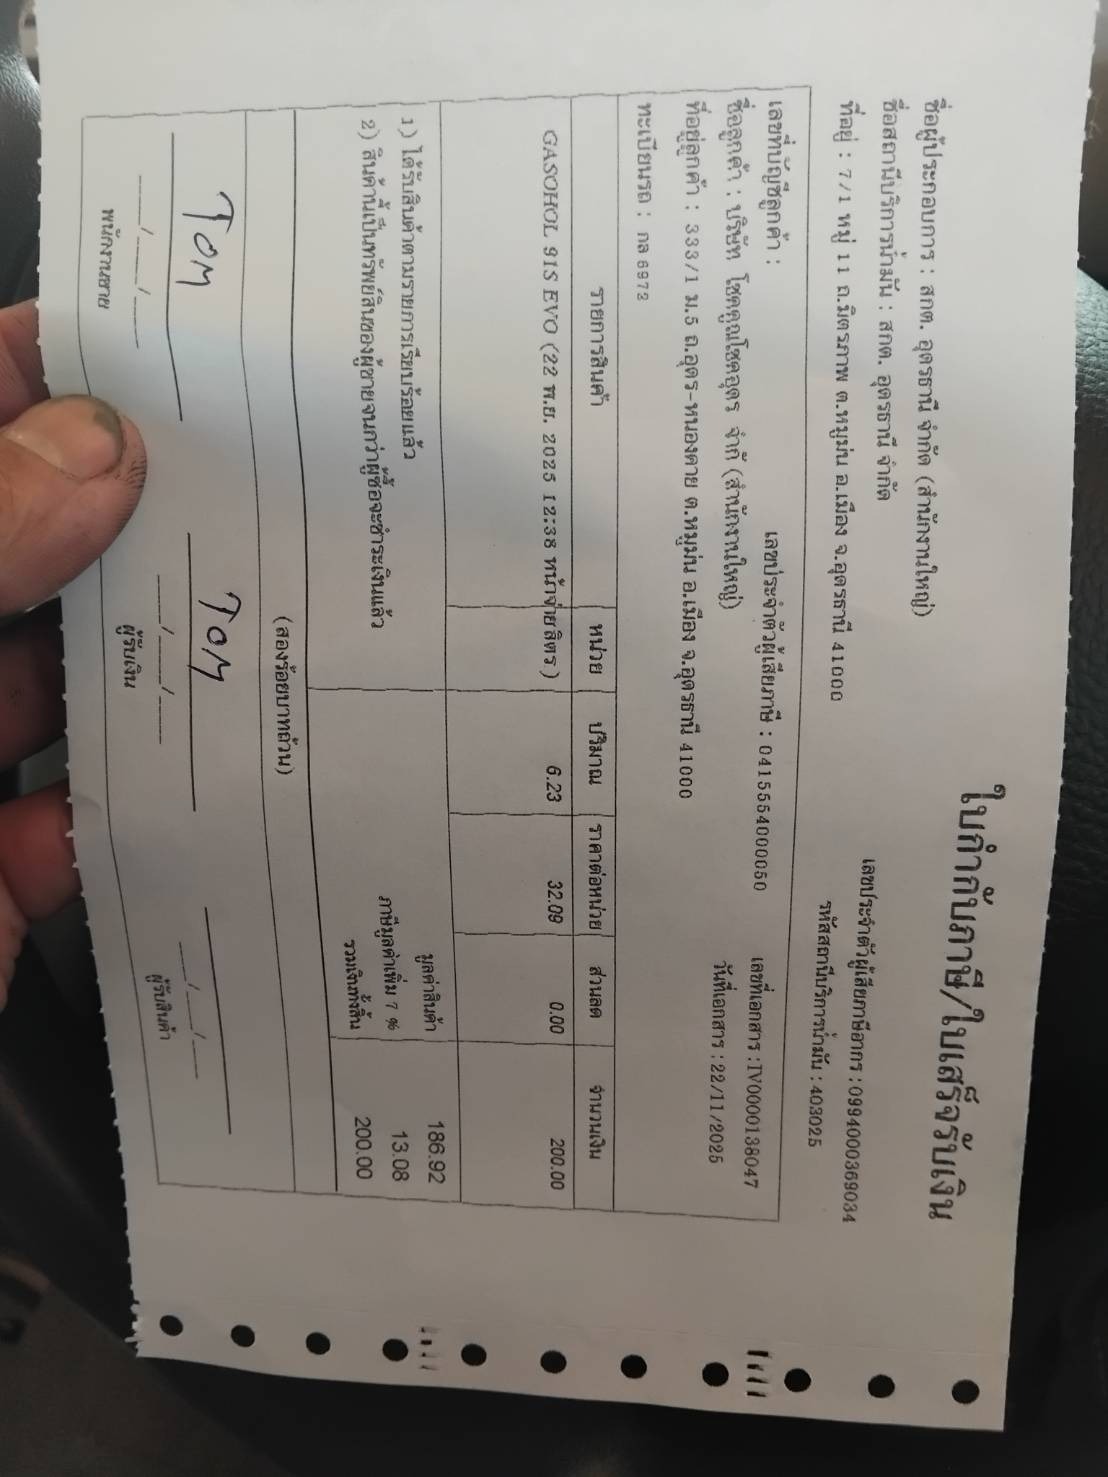 ใบกำกับภาษี/ใบเสร็จรับเงิน
ชื่อผู้ประกอบการ : สกต. อุดรธานี จำกัด (สำนักงานใหญ่)
เลขประจำตัวผู้เสียภาษีอากร : 0994000369034
ชื่อสถานีบริการน้ำมัน : สกต. อุดรธานี จำกัด
รหัสสถานีบริการน้ำมัน : 403025
ที่อยู่ : 7/1 หมู่ 11 ถ.มิตรภาพ ต.หมูม่น อ.เมือง จ.อุดรธานี 41000
เลขที่บัญชีลูกค้า :
เลขประจำตัวผู้เสียภาษี : 0415554000050
เลขที่เอกสาร : IV0000138047
ชื่อลูกค้า : บริษัท โชคคูณโชคอุดร จำกั (สำนักงานใหญ่)
วันที่เอกสาร : 22/11/2025
ที่อยู่ลูกค้า : 333/1 ม.5 ถ.อุดร-หนองคาย ต.หมูม่น อ.เมือง จ.อุดรธานี 41000
ทะเบียนรถ : กล 6972
รายการสินค้า หน่วย ปริมาณ ราคาต่อหน่วย ส่วนลด จำนวนเงิน
GASOHOL 91S EVO (22 พ.ย. 2025 12:38 หน้าจ่าย ลิตร ) 6.23 32.09 0.00 200.00
มูลค่าสินค้า 186.92
1) ได้รับสินค้าตามรายการเรียบร้อยแล้ว
ภาษีมูลค่าเพิ่ม 7 % 13.08
2) สินค้านี้เป็นทรัพย์สินของผู้ขายจนกว่าผู้ซื้อจะชำระเงินแล้ว
รวมเงินทั้งสิ้น 200.00
(สองร้อยบาทถ้วน)
TOM TOM
___/___/___ ___/___/___ ___/___/___
พนักงานขาย ผู้รับเงิน ผู้รับสินค้า